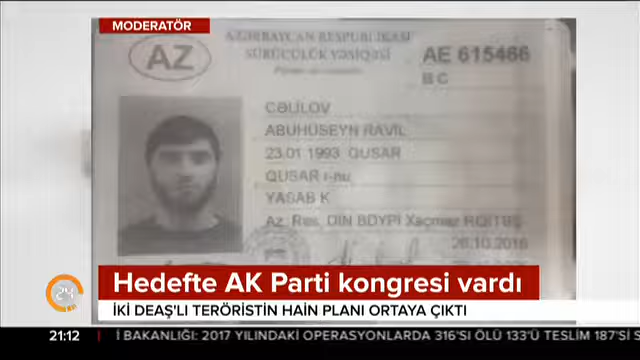 MODERATÖR
AZƏRBAYCAN RESPUBLİKASI
SÜRÜCÜLÜK VƏSİQƏSİ
AZ
AE 615466
BC
CƏULOV
ABUHÜSEYN RAVİL
23.01 1993 QUSAR
QUSAR r-nu
YASAB K
Az. Res. DİN BDYPİ Xaçmaz
26.10.2016
Hedefte AK Parti kongresi vardı
İKİ DEAŞ'LI TERÖRİSTİN HAİN PLANI ORTAYA ÇIKTI
24
21:12
İ BAKANLIĞI: 2017 YILINDAKİ OPERASYONLARDA 316'SI ÖLÜ 133'Ü TESLİM 187'Sİ S